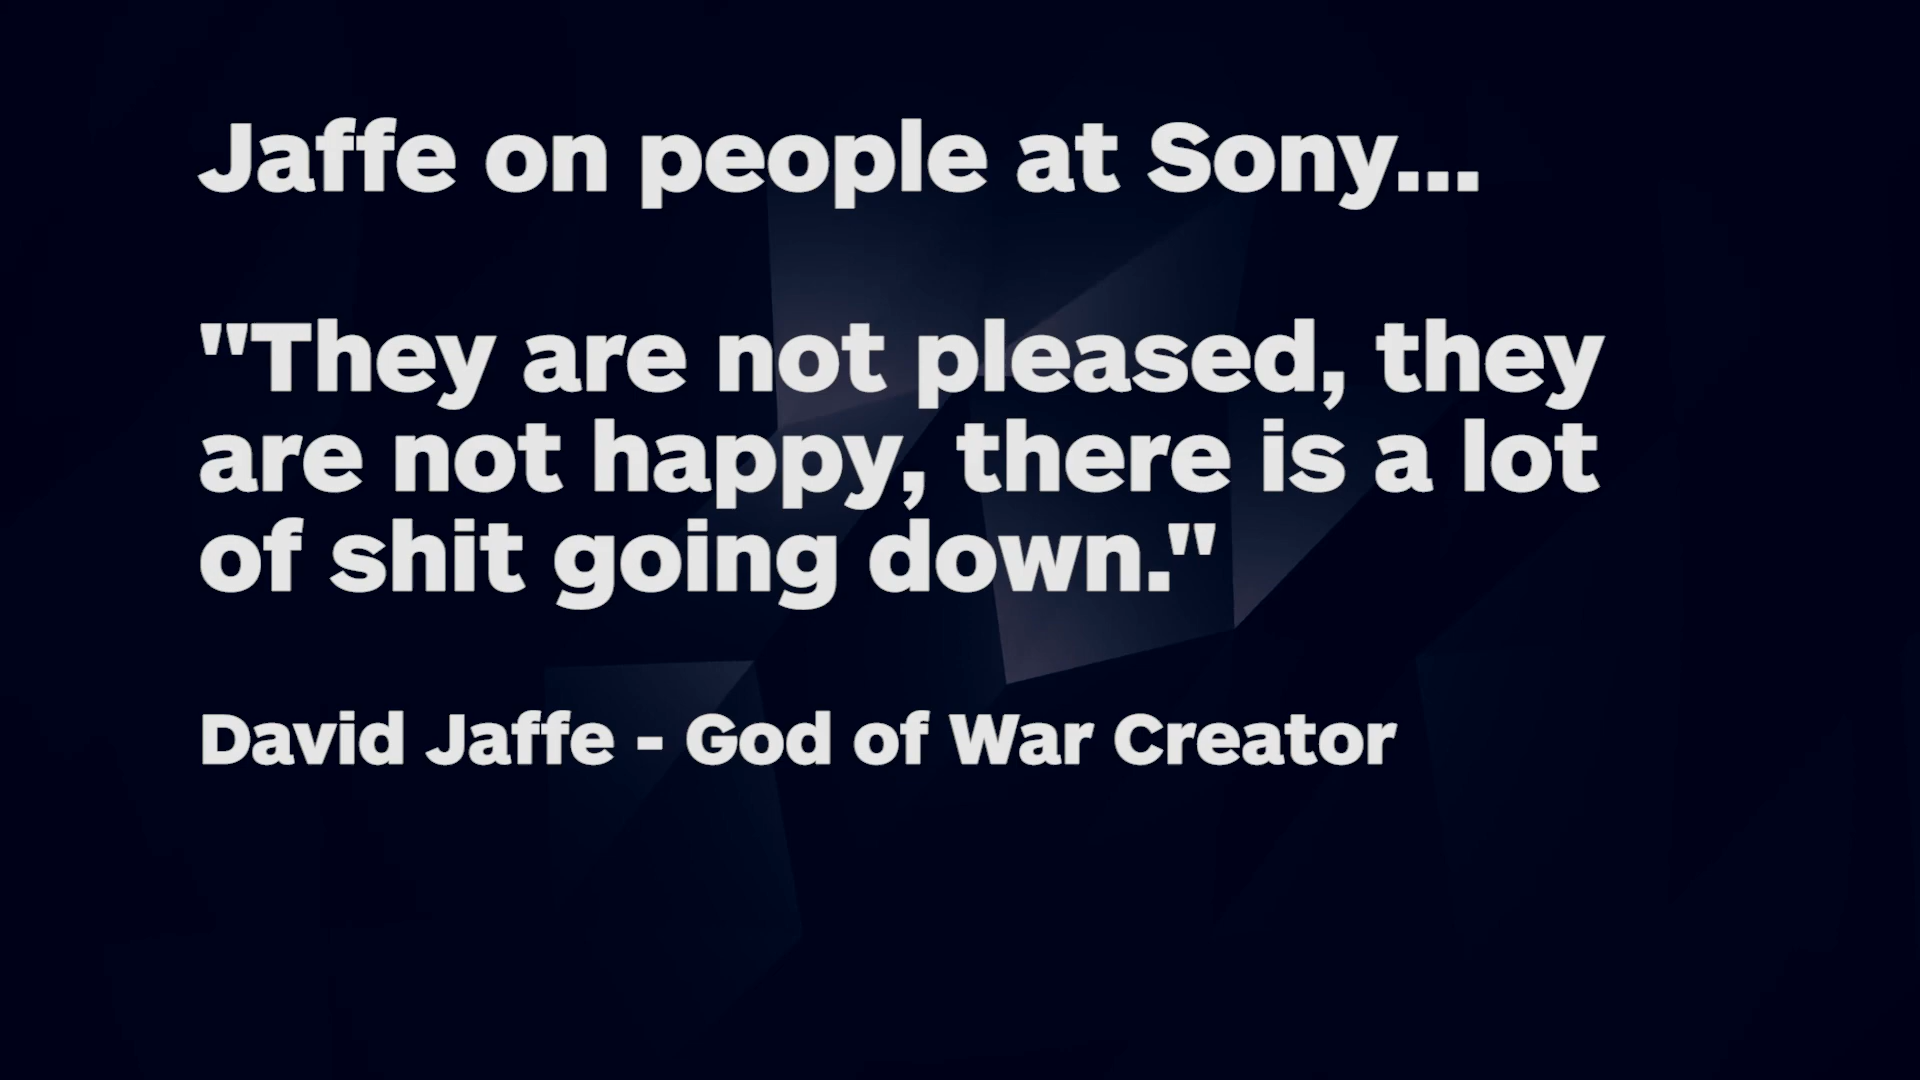 Jaffe on people at Sony...
"They are not pleased, they
are not happy, there is a lot
of shit going down."
David Jaffe - God of War Creator